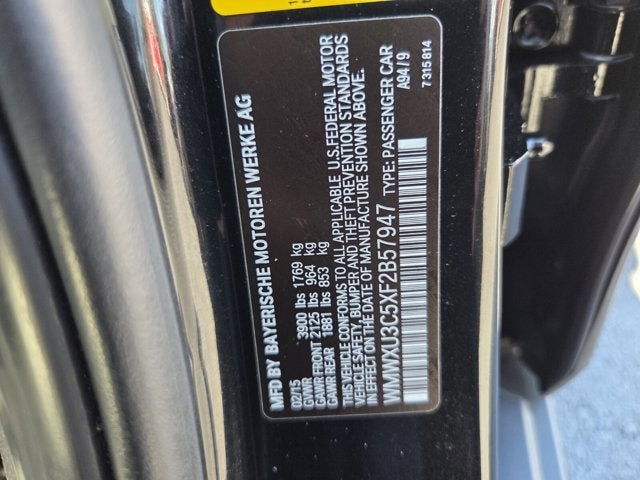 MFD BY BAYERISCHE MOTOREN WERKE AG
02/15
GVWR 3900 lbs 1769 kg
GAWR FRONT 2125 lbs 964 kg
GAWR REAR 1881 lbs 853 kg
THIS VEHICLE CONFORMS TO ALL APPLICABLE U.S. FEDERAL MOTOR
VEHICLE SAFETY, BUMPER AND THEFT PREVENTION STANDARDS
IN EFFECT ON THE DATE OF MANUFACTURE SHOWN ABOVE.
WMWXU3C5XF2B57947 TYPE: PASSENGER CAR
A94/9
7 315 814